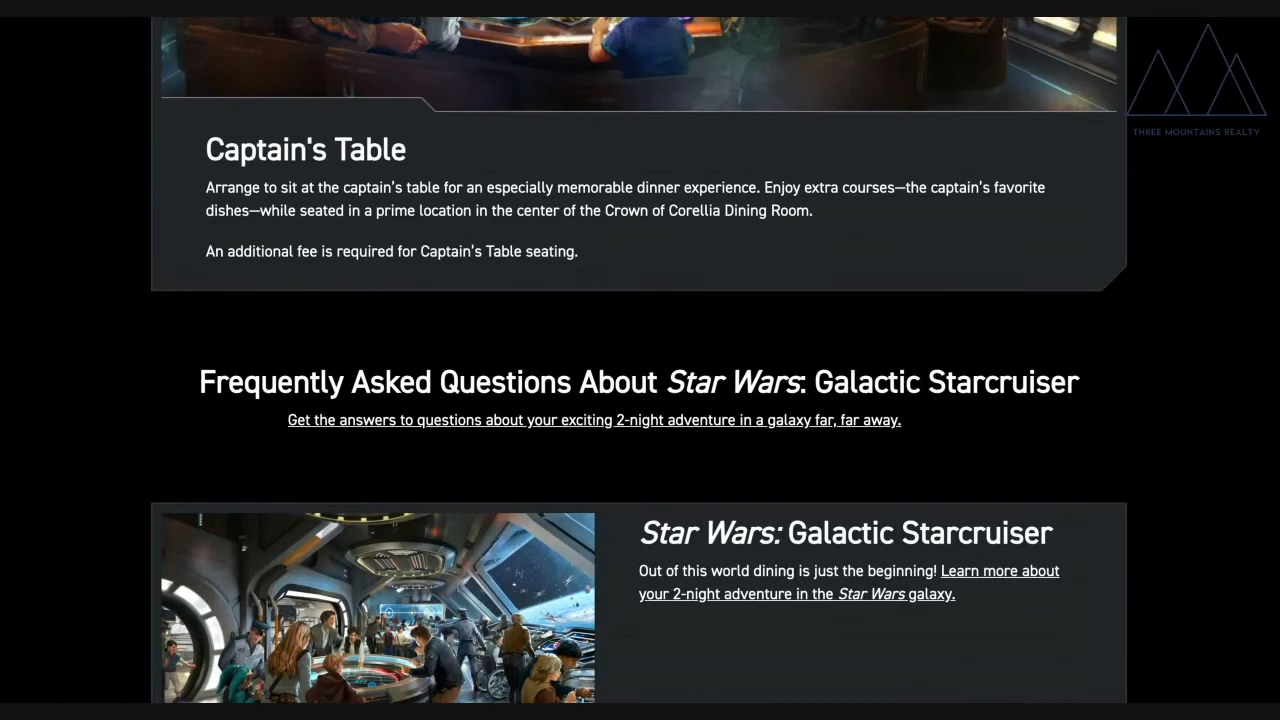 THREE MOUNTAINS REALTY
Captain's Table
Arrange to sit at the captain's table for an especially memorable dinner experience. Enjoy extra courses—the captain's favorite
dishes—while seated in a prime location in the center of the Crown of Corellia Dining Room.
An additional fee is required for Captain's Table seating.
Frequently Asked Questions About Star Wars: Galactic Starcruiser
Get the answers to questions about your exciting 2-night adventure in a galaxy far, far away.
Star Wars: Galactic Starcruiser
Out of this world dining is just the beginning! Learn more about
your 2-night adventure in the Star Wars galaxy.